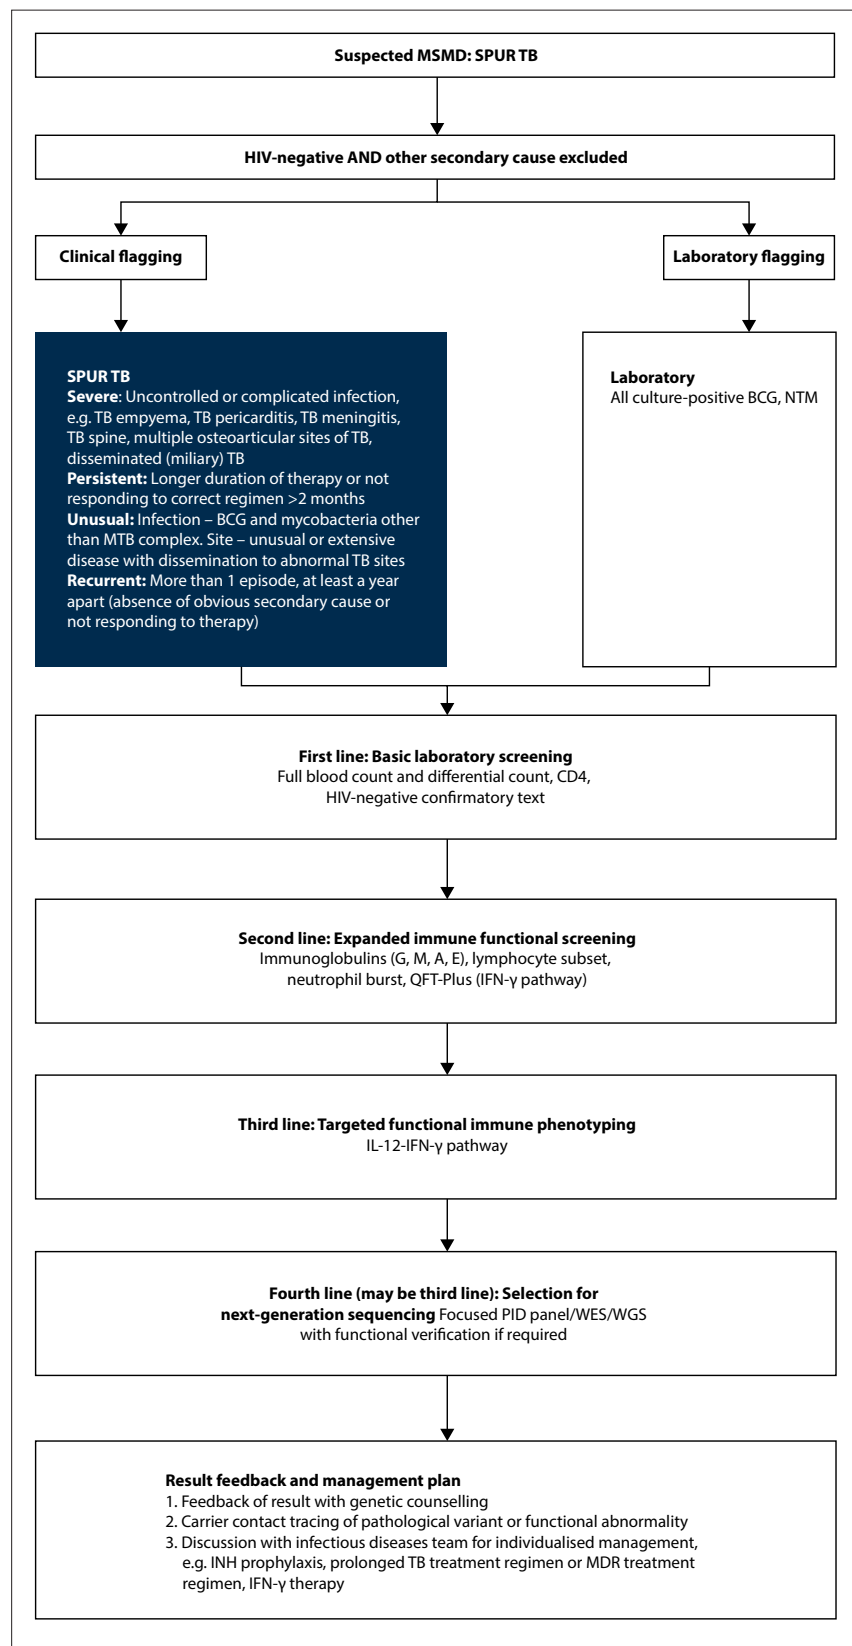 Suspected MSMD: SPUR TB
HIV-negative AND other secondary cause excluded
Clinical flagging
Laboratory flagging
SPUR TB
Severe: Uncontrolled or complicated infection,
e.g. TB empyema, TB pericarditis, TB meningitis,
TB spine, multiple osteoarticular sites of TB,
disseminated (miliary) TB
Persistent: Longer duration of therapy or not
responding to correct regimen >2 months
Unusual: Infection – BCG and mycobacteria other
than MTB complex. Site – unusual or extensive
disease with dissemination to abnormal TB sites
Recurrent: More than 1 episode, at least a year
apart (absence of obvious secondary cause or
not responding to therapy)
Laboratory
All culture-positive BCG, NTM
First line: Basic laboratory screening
Full blood count and differential count, CD4,
HIV-negative confirmatory text
Second line: Expanded immune functional screening
Immunoglobulins (G, M, A, E), lymphocyte subset,
neutrophil burst, QFT-Plus (IFN-γ pathway)
Third line: Targeted functional immune phenotyping
IL-12-IFN-γ pathway
Fourth line (may be third line): Selection for
next-generation sequencing Focused PID panel/WES/WGS
with functional verification if required
Result feedback and management plan
1. Feedback of result with genetic counselling
2. Carrier contact tracing of pathological variant or functional abnormality
3. Discussion with infectious diseases team for individualised management,
e.g. INH prophylaxis, prolonged TB treatment regimen or MDR treatment
regimen, IFN-γ therapy